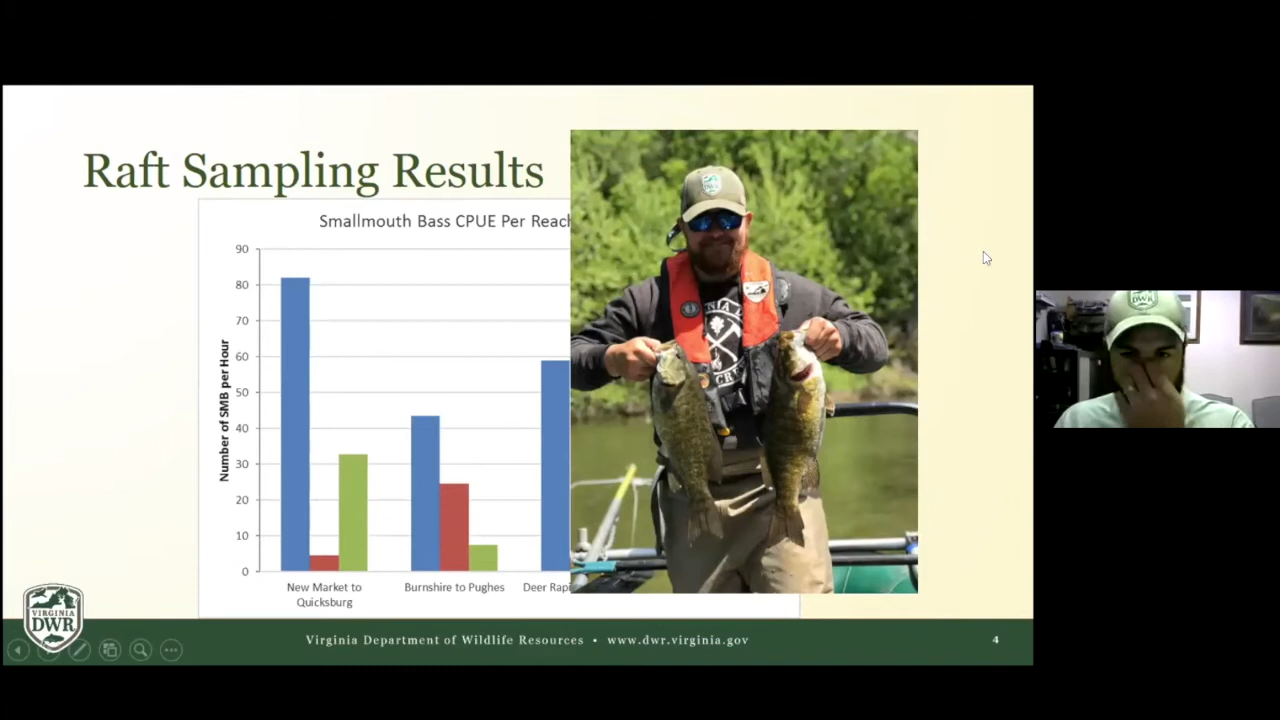 Raft Sampling Results
Smallmouth Bass CPUE Per Reach
90
80
70
60
50
40
30
20
10
0
Number of SMB per Hour
New Market to
Quicksburg
Burnshire to Pughes
Deer Rapi
VIRGINIA
DWR
Virginia Department of Wildlife Resources • www.dwr.virginia.gov
4
DWR